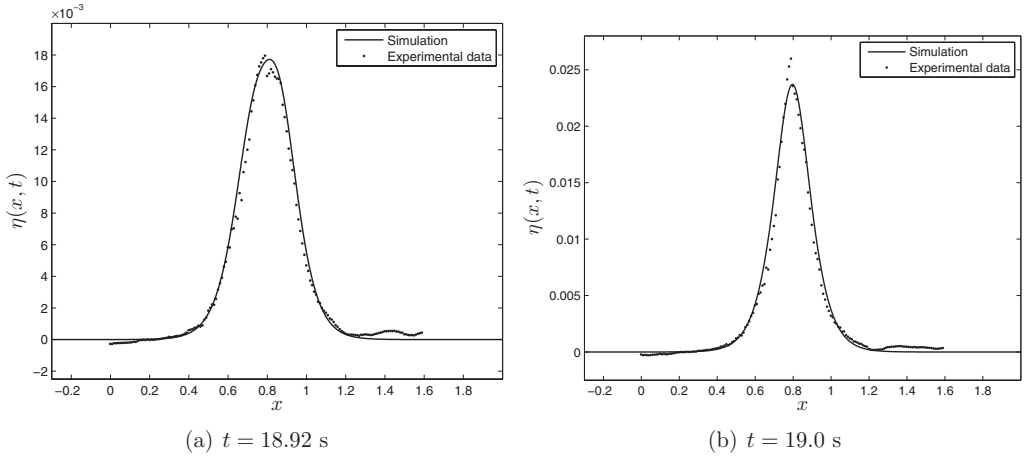 ×10⁻³
18
16
14
12
10
8
6
4
2
0
−2
η(x, t)
Simulation
Experimental data
−0.2 0 0.2 0.4 0.6 0.8 1 1.2 1.4 1.6 1.8
x
(a) t = 18.92 s
0.025
0.02
0.015
0.01
0.005
0
η(x, t)
Simulation
Experimental data
−0.2 0 0.2 0.4 0.6 0.8 1 1.2 1.4 1.6 1.8
x
(b) t = 19.0 s